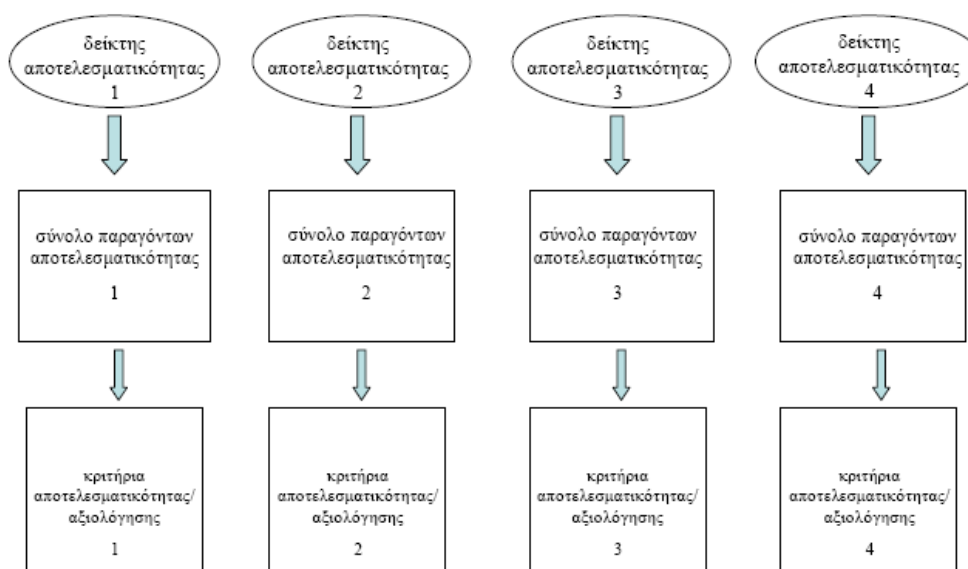 δείκτης
αποτελεσματικότητας
1
δείκτης
αποτελεσματικότητας
2
δείκτης
αποτελεσματικότητας
3
δείκτης
αποτελεσματικότητας
4
σύνολο παραγόντων
αποτελεσματικότητας
1
σύνολο παραγόντων
αποτελεσματικότητας
2
σύνολο παραγόντων
αποτελεσματικότητας
3
σύνολο παραγόντων
αποτελεσματικότητας
4
κριτήρια
αποτελεσματικότητας/
αξιολόγησης
1
κριτήρια
αποτελεσματικότητας/
αξιολόγησης
2
κριτήρια
αποτελεσματικότητας/
αξιολόγησης
3
κριτήρια
αποτελεσματικότητας/
αξιολόγησης
4